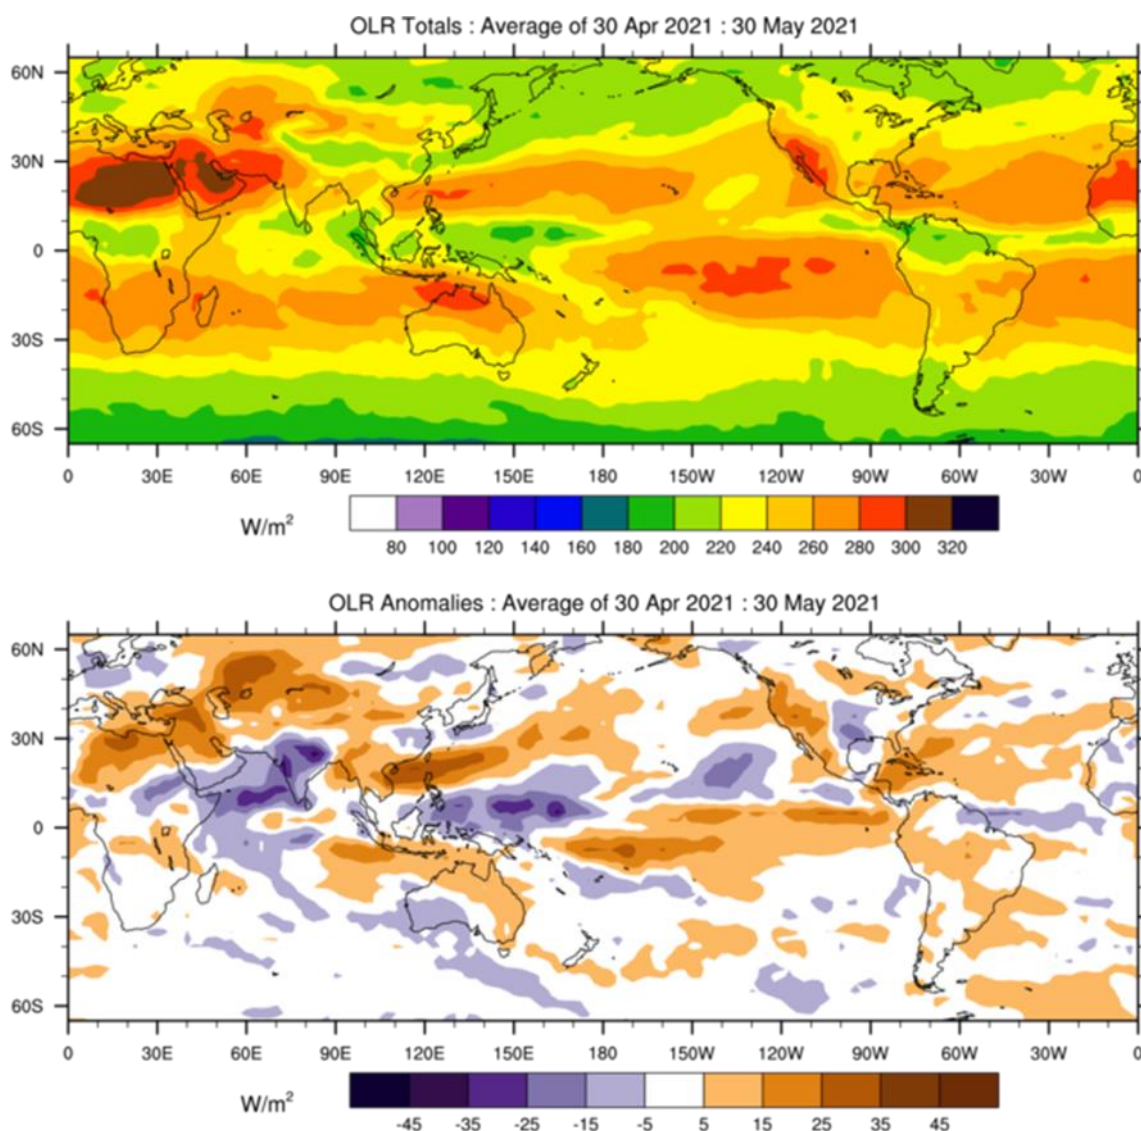 OLR Totals : Average of 30 Apr 2021 : 30 May 2021
60N
30N
0
30S
60S
0 30E 60E 90E 120E 150E 180 150W 120W 90W 60W 30W 0
W/m²
80 100 120 140 160 180 200 220 240 260 280 300 320
OLR Anomalies : Average of 30 Apr 2021 : 30 May 2021
60N
30N
0
30S
60S
0 30E 60E 90E 120E 150E 180 150W 120W 90W 60W 30W 0
W/m²
-45 -35 -25 -15 -5 5 15 25 35 45